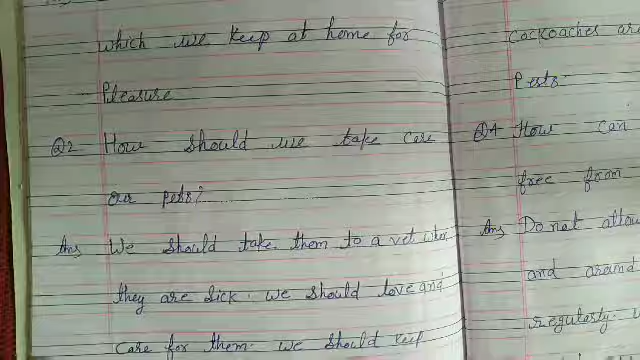 which we keep at home for
Pleasure
Q2 How should we take care
our pets?
Ans We should take them to a vet when
they are Sick. we should love and
care for them. we should keep
Cockoaches are
Pests.
Q4 How can
free from
Ans Do not allow
and around
regularly.